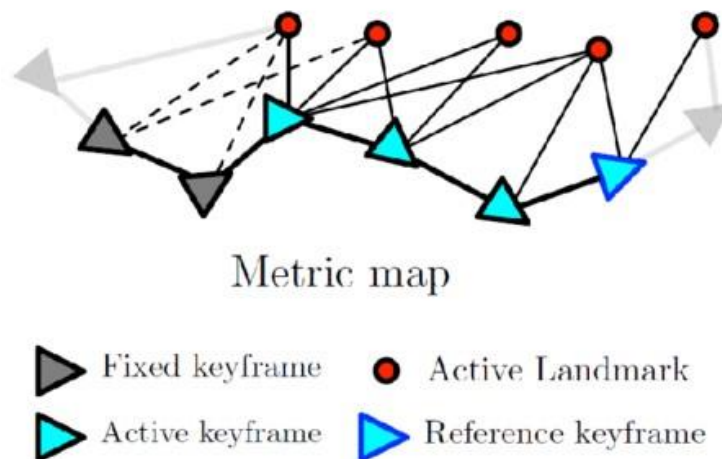 Metric map
Fixed keyframe
Active Landmark
Active keyframe
Reference keyframe